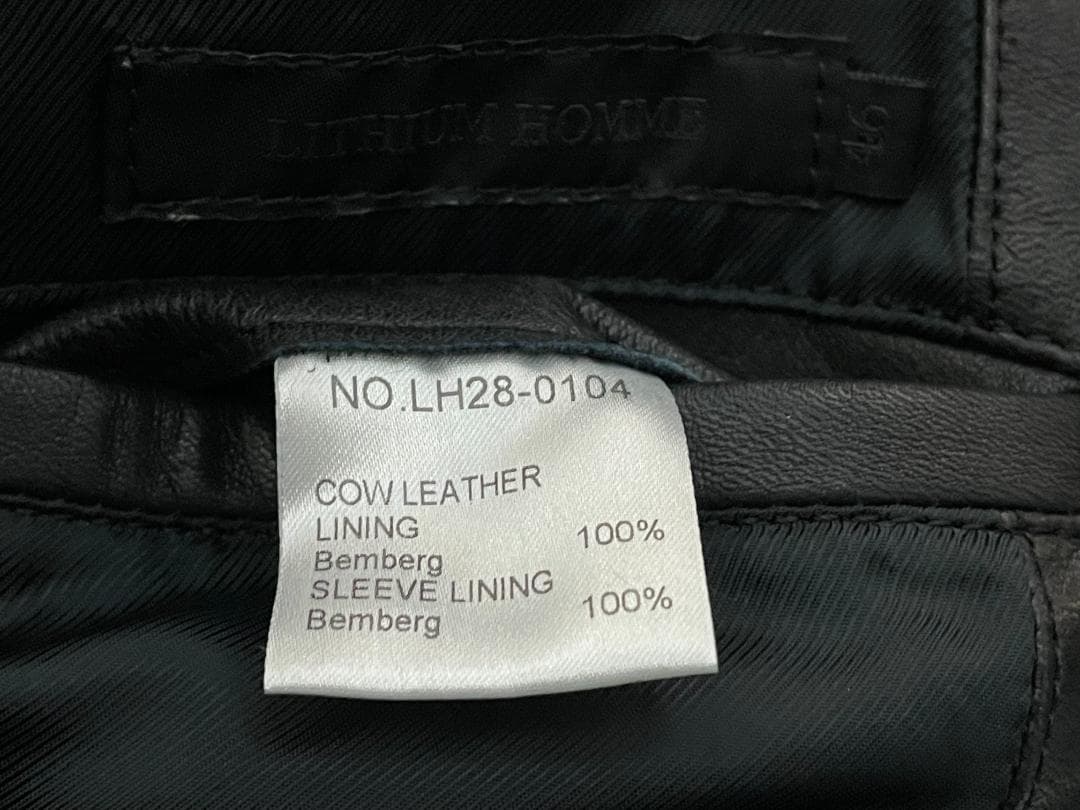 LITHIUM HOMME
46
NO.LH28-0104
COW LEATHER
LINING
Bemberg 100%
SLEEVE LINING
Bemberg 100%